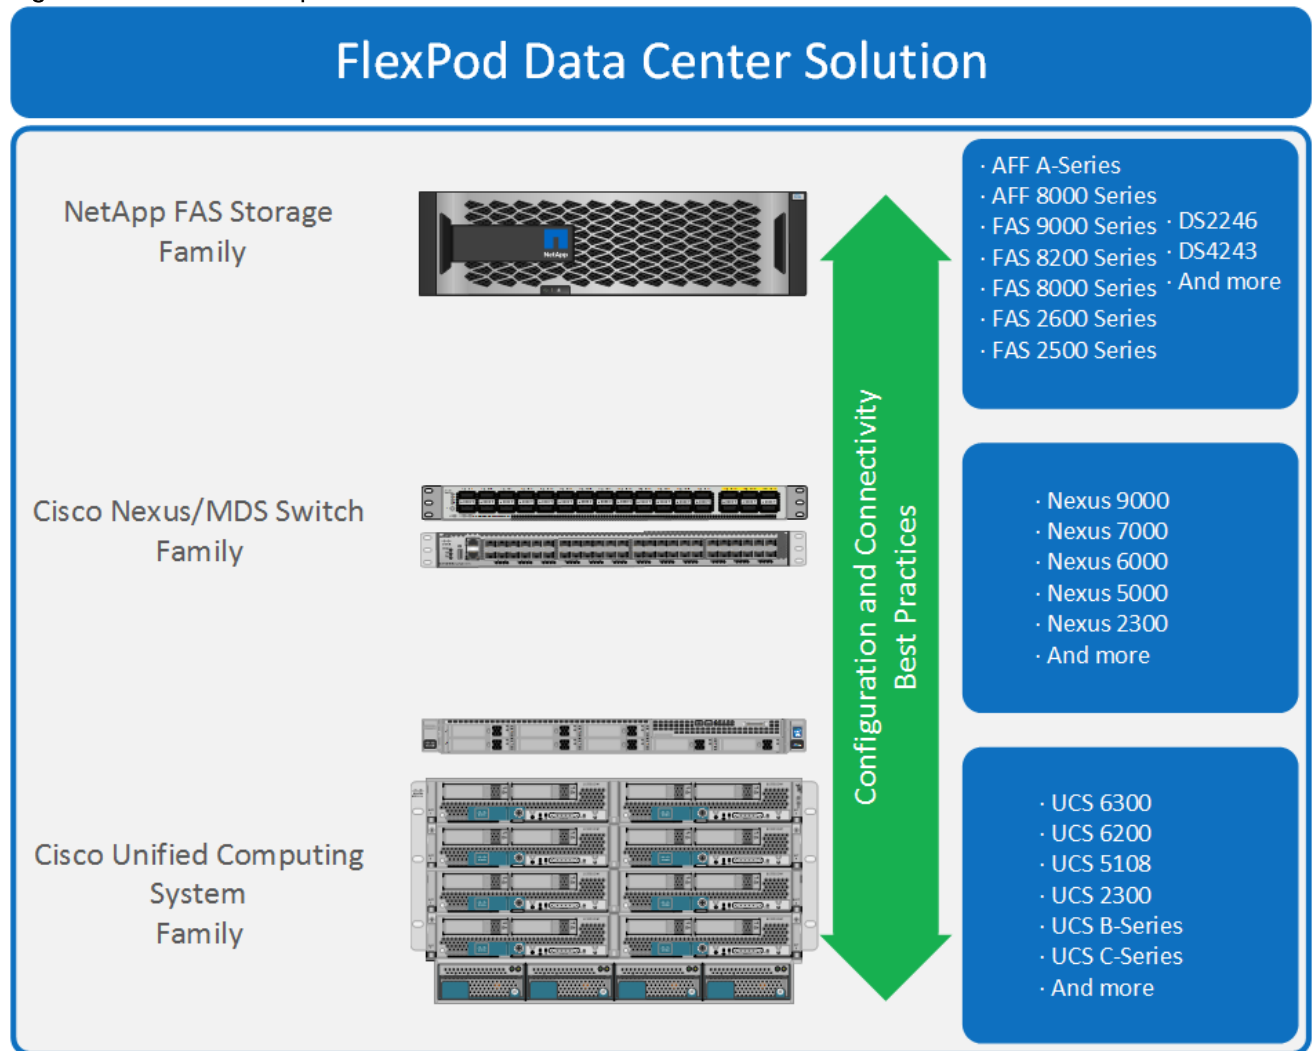 FlexPod Data Center Solution
NetApp FAS Storage
Family
NetApp
· AFF A-Series
· AFF 8000 Series
· FAS 9000 Series
· FAS 8200 Series
· FAS 8000 Series
· FAS 2600 Series
· FAS 2500 Series
· DS2246
· DS4243
· And more
Configuration and Connectivity
Best Practices
Cisco Nexus/MDS Switch
Family
· Nexus 9000
· Nexus 7000
· Nexus 6000
· Nexus 5000
· Nexus 2300
· And more
Cisco Unified Computing
System
Family
· UCS 6300
· UCS 6200
· UCS 5108
· UCS 2300
· UCS B-Series
· UCS C-Series
· And more